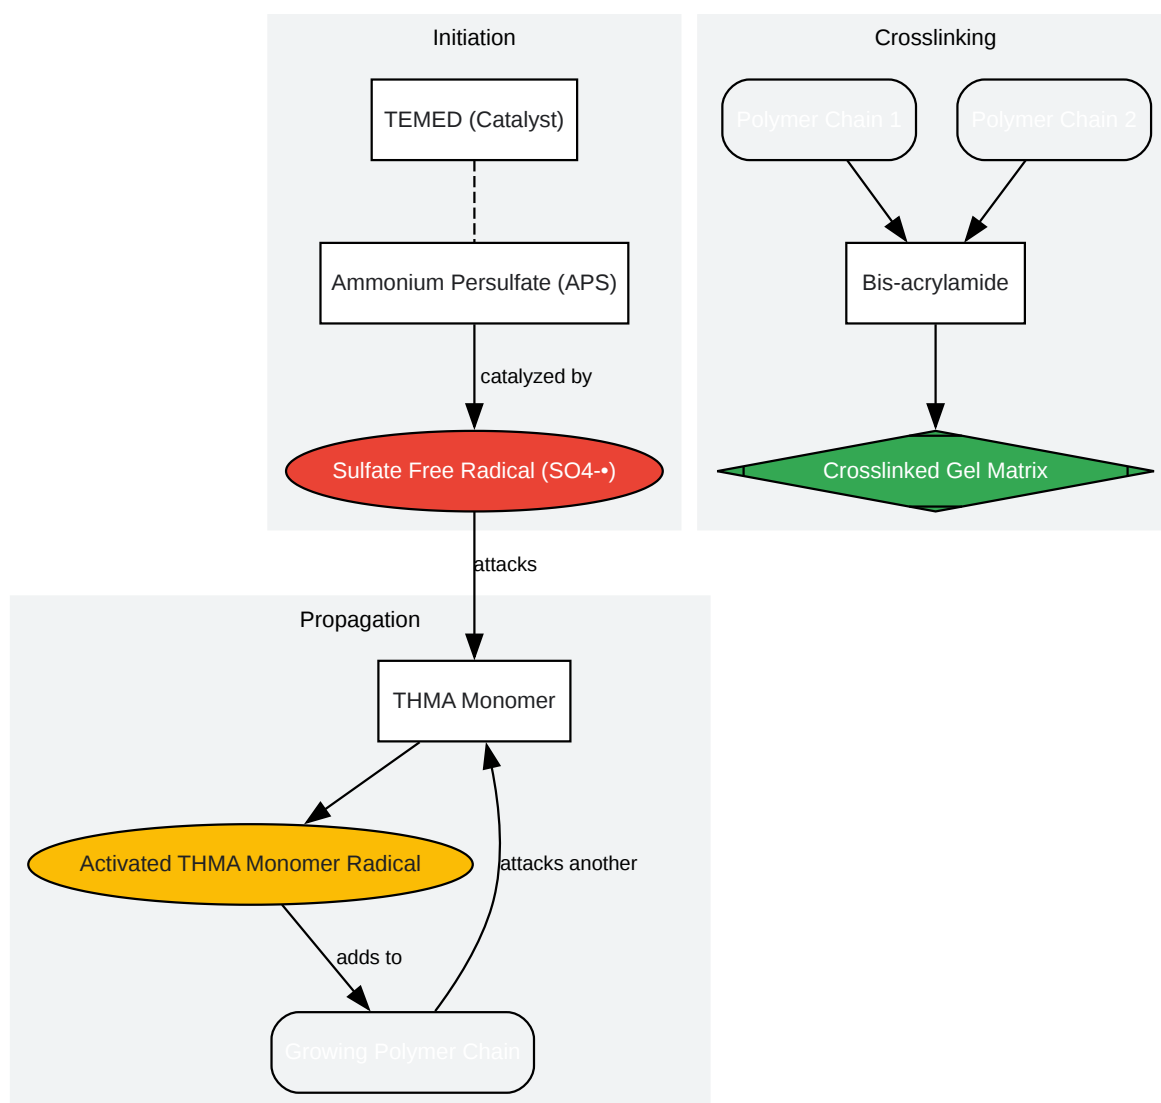 Initiation
TEMED (Catalyst)
Ammonium Persulfate (APS)
catalyzed by
Sulfate Free Radical (SO4-•)
attacks
Crosslinking
Polymer Chain 1
Polymer Chain 2
Bis-acrylamide
Crosslinked Gel Matrix
Propagation
THMA Monomer
Activated THMA Monomer Radical
attacks another
adds to
Growing Polymer Chain